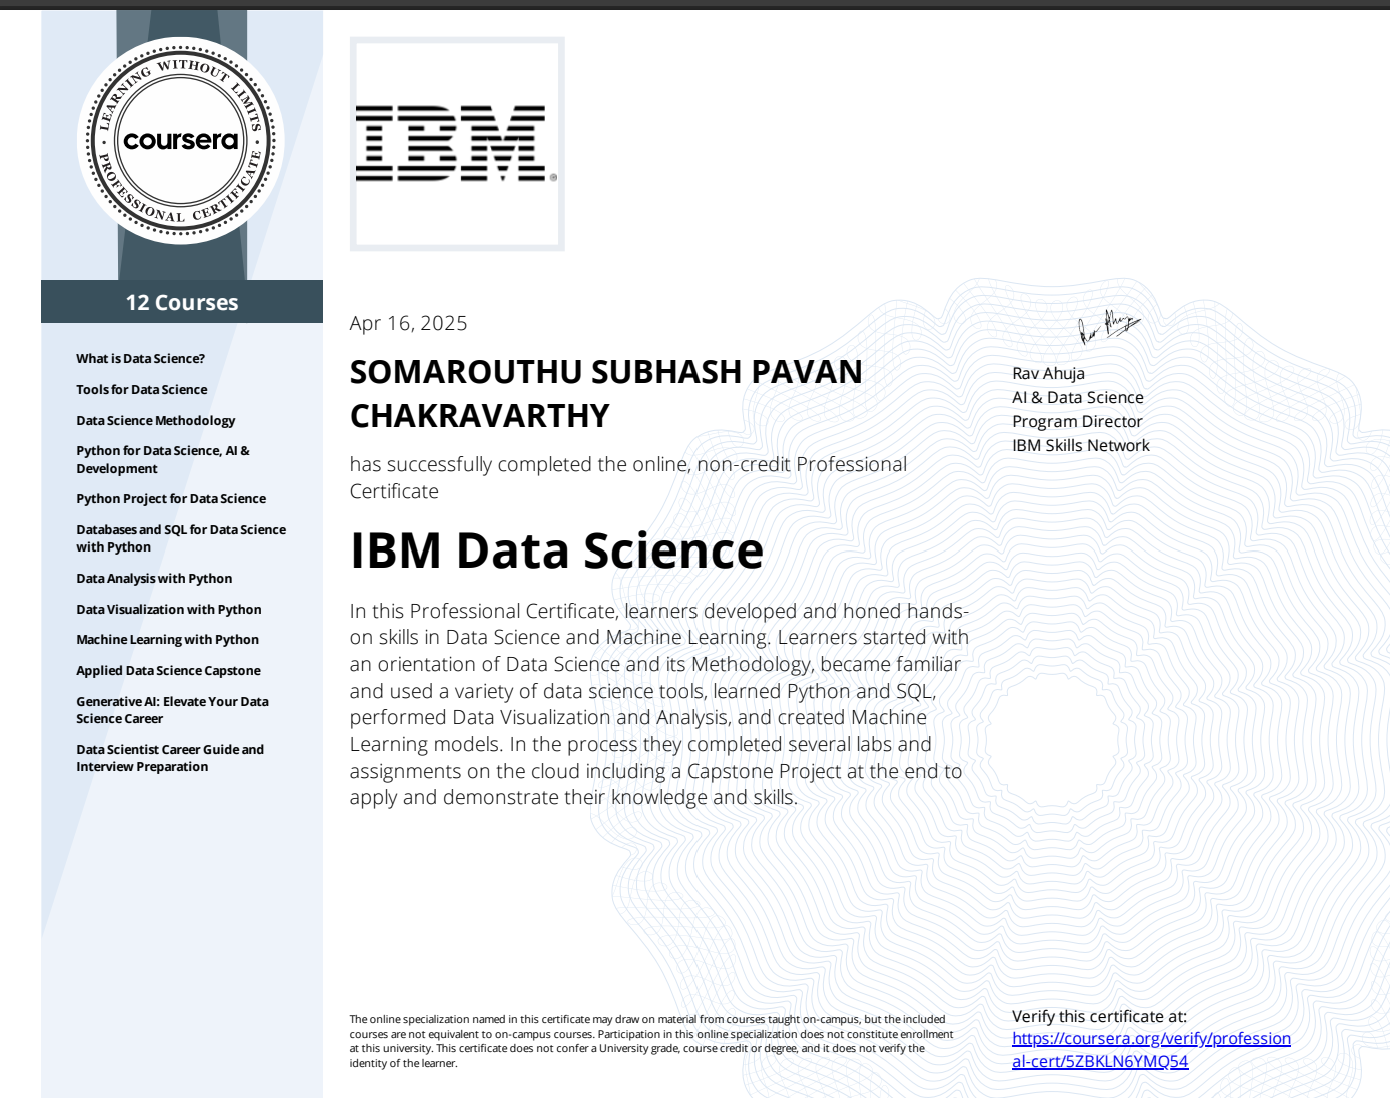 LEARNING WITHOUT LIMITS
coursera
PROFESSIONAL CERTIFICATE
12 Courses
What is Data Science?
Tools for Data Science
Data Science Methodology
Python for Data Science, AI &
Development
Python Project for Data Science
Databases and SQL for Data Science
with Python
Data Analysis with Python
Data Visualization with Python
Machine Learning with Python
Applied Data Science Capstone
Generative AI: Elevate Your Data
Science Career
Data Scientist Career Guide and
Interview Preparation
IBM®
Apr 16, 2025
SOMAROUTHU SUBHASH PAVAN
CHAKRAVARTHY
has successfully completed the online, non-credit Professional
Certificate
IBM Data Science
In this Professional Certificate, learners developed and honed hands-
on skills in Data Science and Machine Learning. Learners started with
an orientation of Data Science and its Methodology, became familiar
and used a variety of data science tools, learned Python and SQL,
performed Data Visualization and Analysis, and created Machine
Learning models. In the process they completed several labs and
assignments on the cloud including a Capstone Project at the end to
apply and demonstrate their knowledge and skills.
The online specialization named in this certificate may draw on material from courses taught on-campus, but the included
courses are not equivalent to on-campus courses. Participation in this online specialization does not constitute enrollment
at this university. This certificate does not confer a University grade, course credit or degree, and it does not verify the
identity of the learner.
Rav Ahuja
Rav Ahuja
AI & Data Science
Program Director
IBM Skills Network
Verify this certificate at:
https://coursera.org/verify/profession
al-cert/5ZBKLN6YMQ54